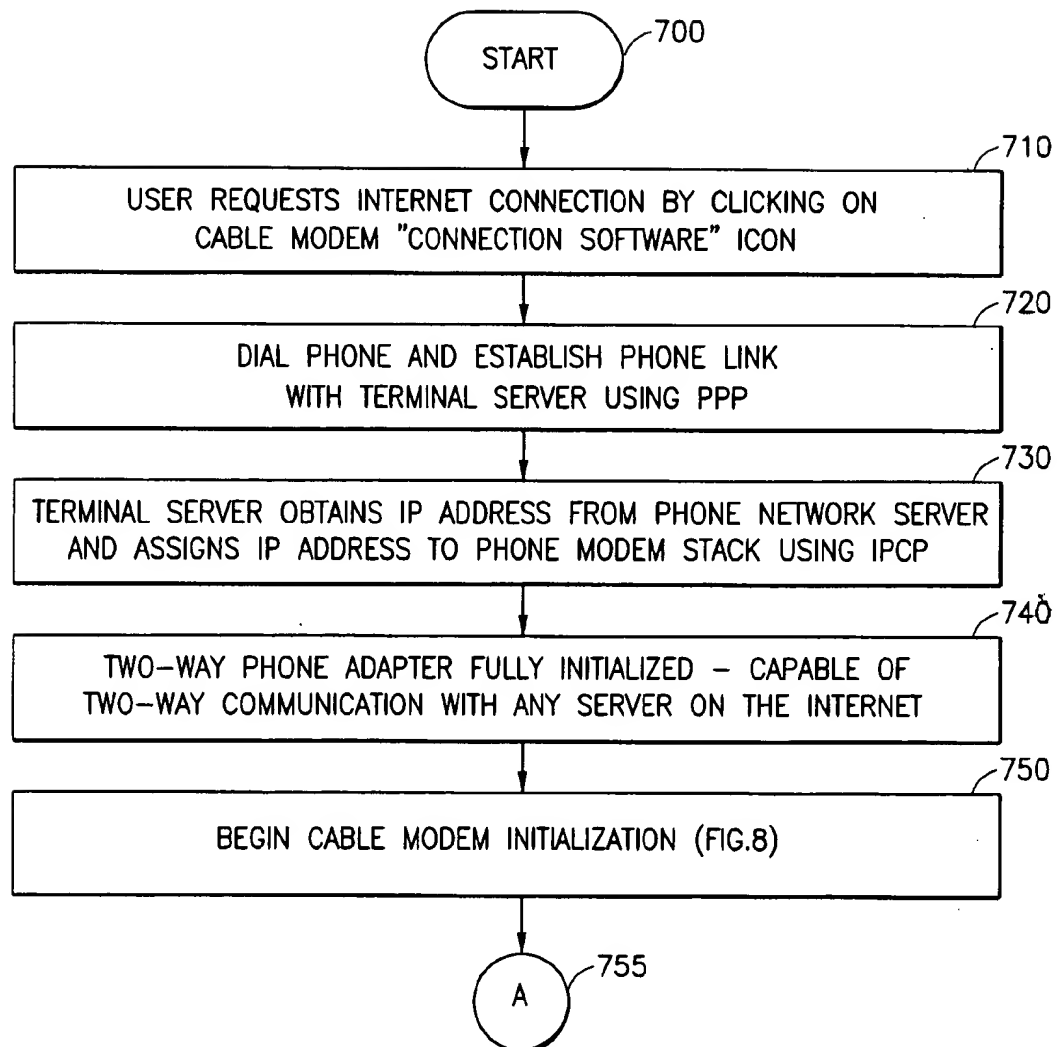 START
700
710
USER REQUESTS INTERNET CONNECTION BY CLICKING ON
CABLE MODEM "CONNECTION SOFTWARE" ICON
720
DIAL PHONE AND ESTABLISH PHONE LINK
WITH TERMINAL SERVER USING PPP
730
TERMINAL SERVER OBTAINS IP ADDRESS FROM PHONE NETWORK SERVER
AND ASSIGNS IP ADDRESS TO PHONE MODEM STACK USING IPCP
740
TWO-WAY PHONE ADAPTER FULLY INITIALIZED – CAPABLE OF
TWO-WAY COMMUNICATION WITH ANY SERVER ON THE INTERNET
750
BEGIN CABLE MODEM INITIALIZATION (FIG.8)
755
A